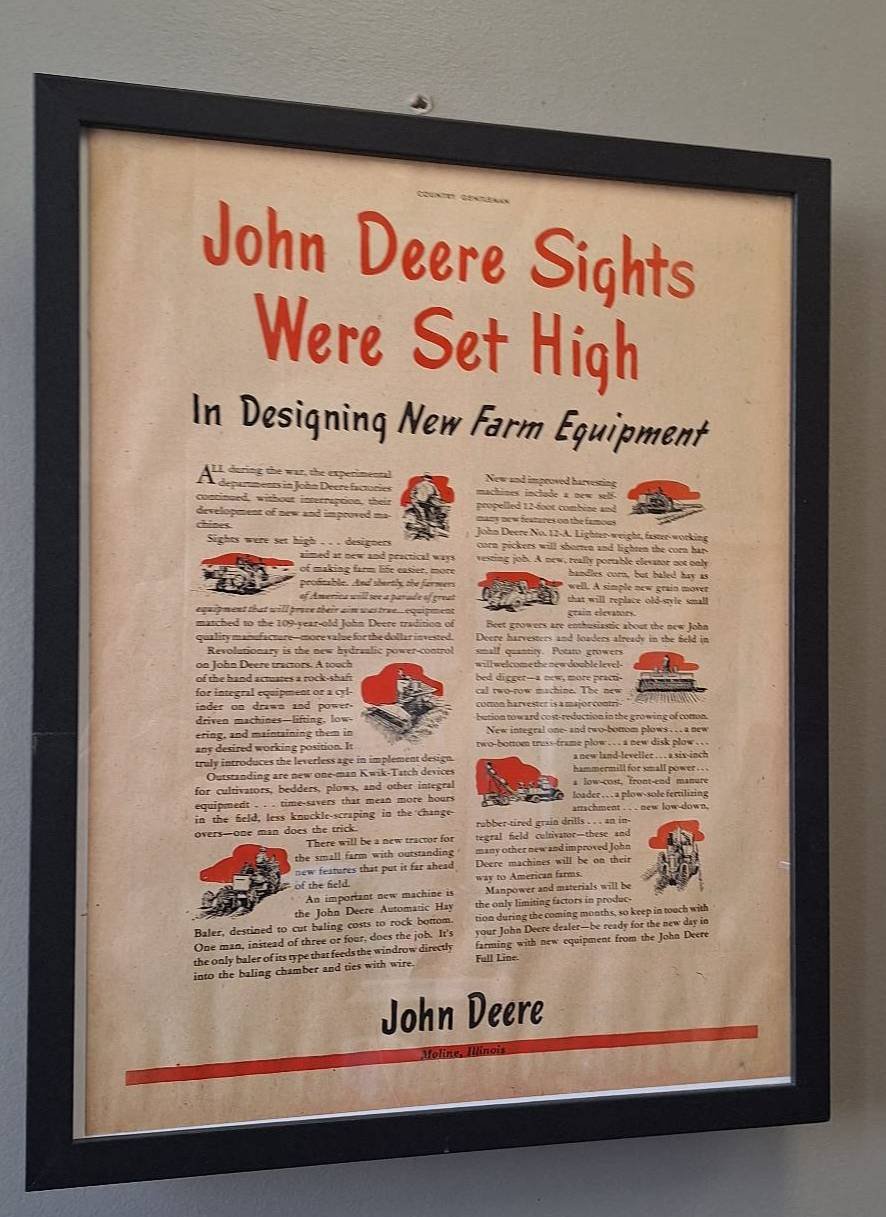 COUNTRY GENTLEMAN
John Deere Sights
Were Set High
In Designing New Farm Equipment
ALL during the war, the experimental
departments in John Deere factories
continued, without interruption, their
development of new and improved ma-
chines.
Sights were set high . . . designers
aimed at new and practical ways
of making farm life easier, more
profitable. And shortly, the farmers
of America will see a parade of great
equipment that will prove their aim was true—equipment
matched to the 109-year-old John Deere tradition of
quality manufacture—more value for the dollar invested.
Revolutionary is the new hydraulic power-control
on John Deere tractors. A touch
of the hand actuates a rock-shaft
for integral equipment or a cyl-
inder on drawn and power-
driven machines—lifting, low-
ering, and maintaining them in
any desired working position. It
truly introduces the leverless age in implement design.
Outstanding are new one-man Kwik-Tatch devices
for cultivators, bedders, plows, and other integral
equipment . . . time-savers that mean more hours
in the field, less knuckle-scraping in the change-
overs—one man does the trick.
There will be a new tractor for
the small farm with outstanding
new features that put it far ahead
of the field.
An important new machine is
the John Deere Automatic Hay
Baler, destined to cut baling costs to rock bottom.
One man, instead of three or four, does the job. It's
the only baler of its type that feeds the windrow directly
into the baling chamber and ties with wire.
New and improved harvesting
machines include a new self-
propelled 12-foot combine and
many new features on the famous
John Deere No. 12-A. Lighter-weight, faster-working
corn pickers will shorten and lighten the corn har-
vesting job. A new, really portable elevator not only
handles corn, but baled hay as
well. A simple new grain mover
that will replace old-style small
grain elevators.
Beet growers are enthusiastic about the new John
Deere harvesters and loaders already in the field in
small quantity. Potato growers
will welcome the new double level-
bed digger—a new, more practi-
cal two-row machine. The new
cotton harvester is a major contri-
bution toward cost-reduction in the growing of cotton.
New integral one- and two-bottom plows . . . a new
two-bottom truss-frame plow . . . a new disk plow . . .
a new land-leveller . . . a six-inch
hammermill for small power . . .
a low-cost, front-end manure
loader . . . a plow-sole fertilizing
attachment . . . new low-down,
rubber-tired grain drills . . . an in-
tegral field cultivator—these and
many other new and improved John
Deere machines will be on their
way to American farms.
Manpower and materials will be
the only limiting factors in produc-
tion during the coming months, so keep in touch with
your John Deere dealer—be ready for the new day in
farming with new equipment from the John Deere
Full Line.
John Deere
Moline, Illinois